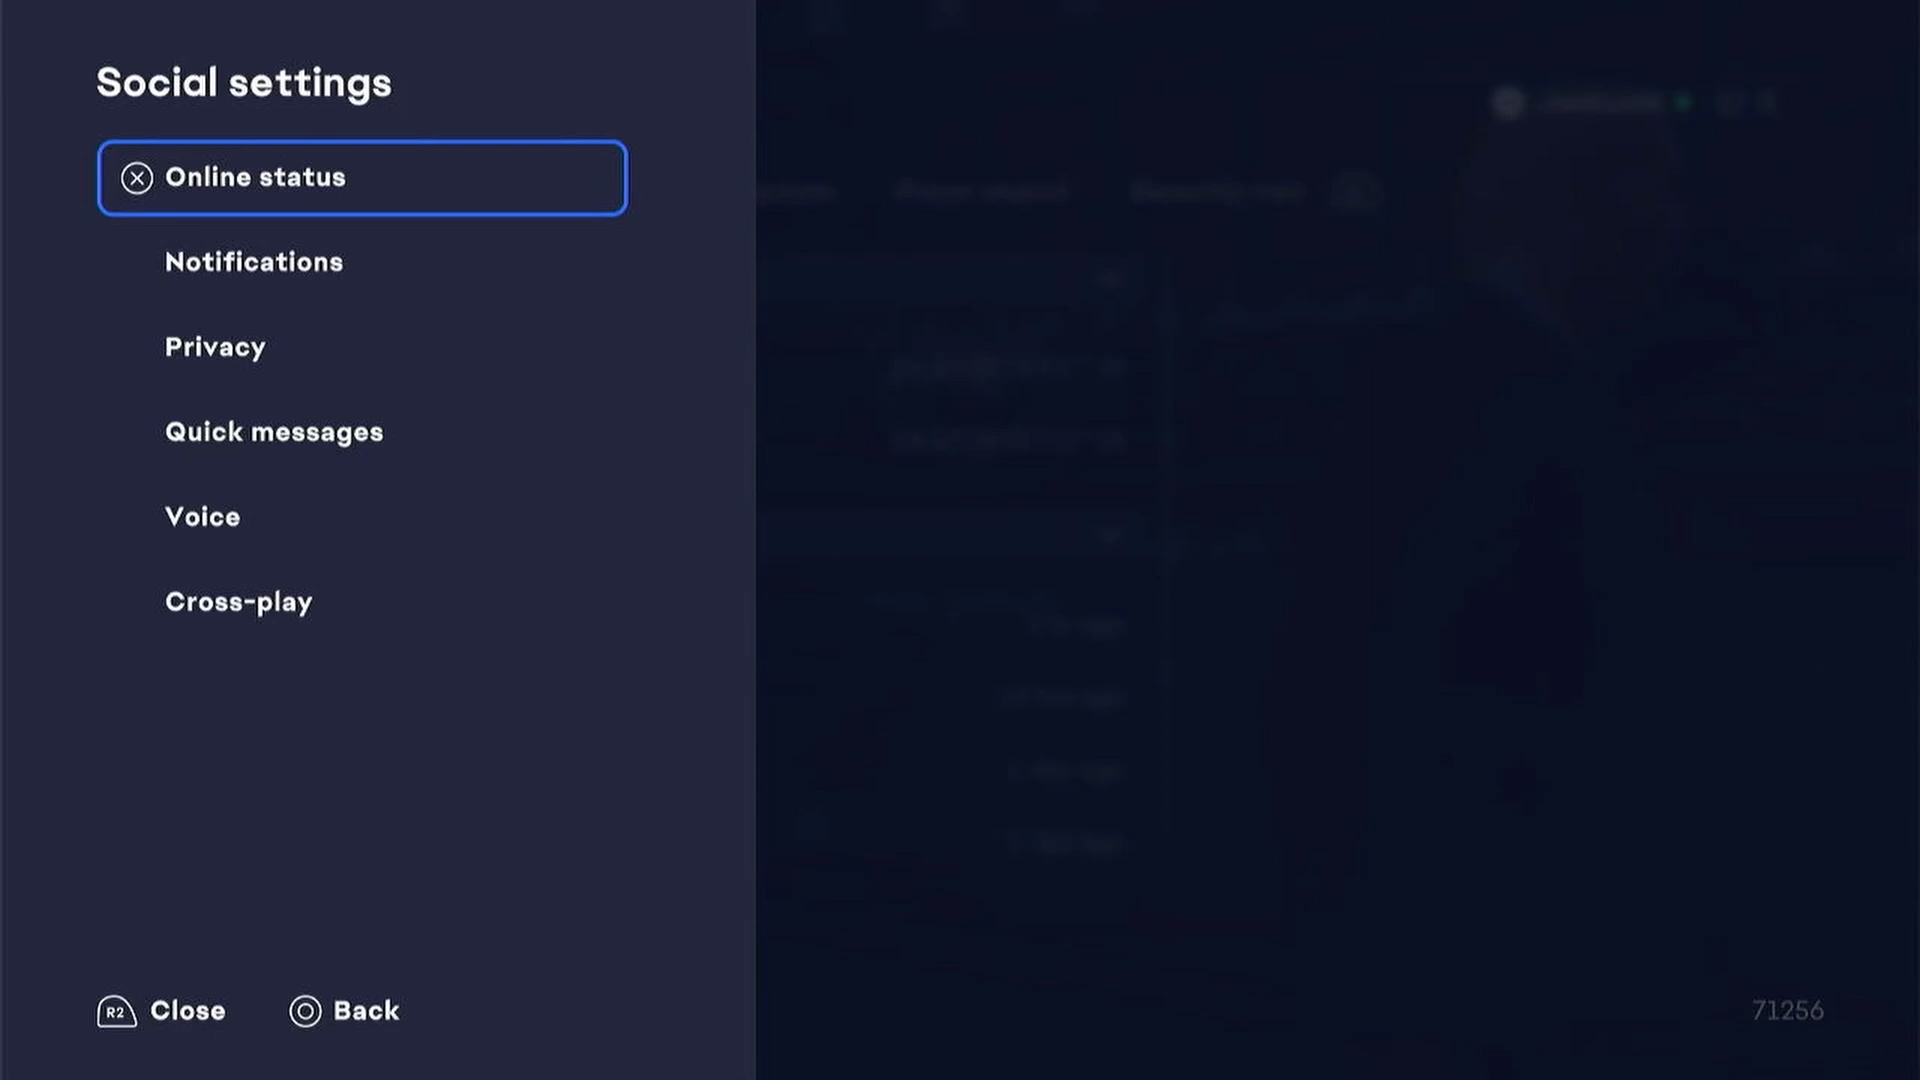 Social settings
Online status
Notifications
Privacy
Quick messages
Voice
Cross-play
R2 Close
Back
71256